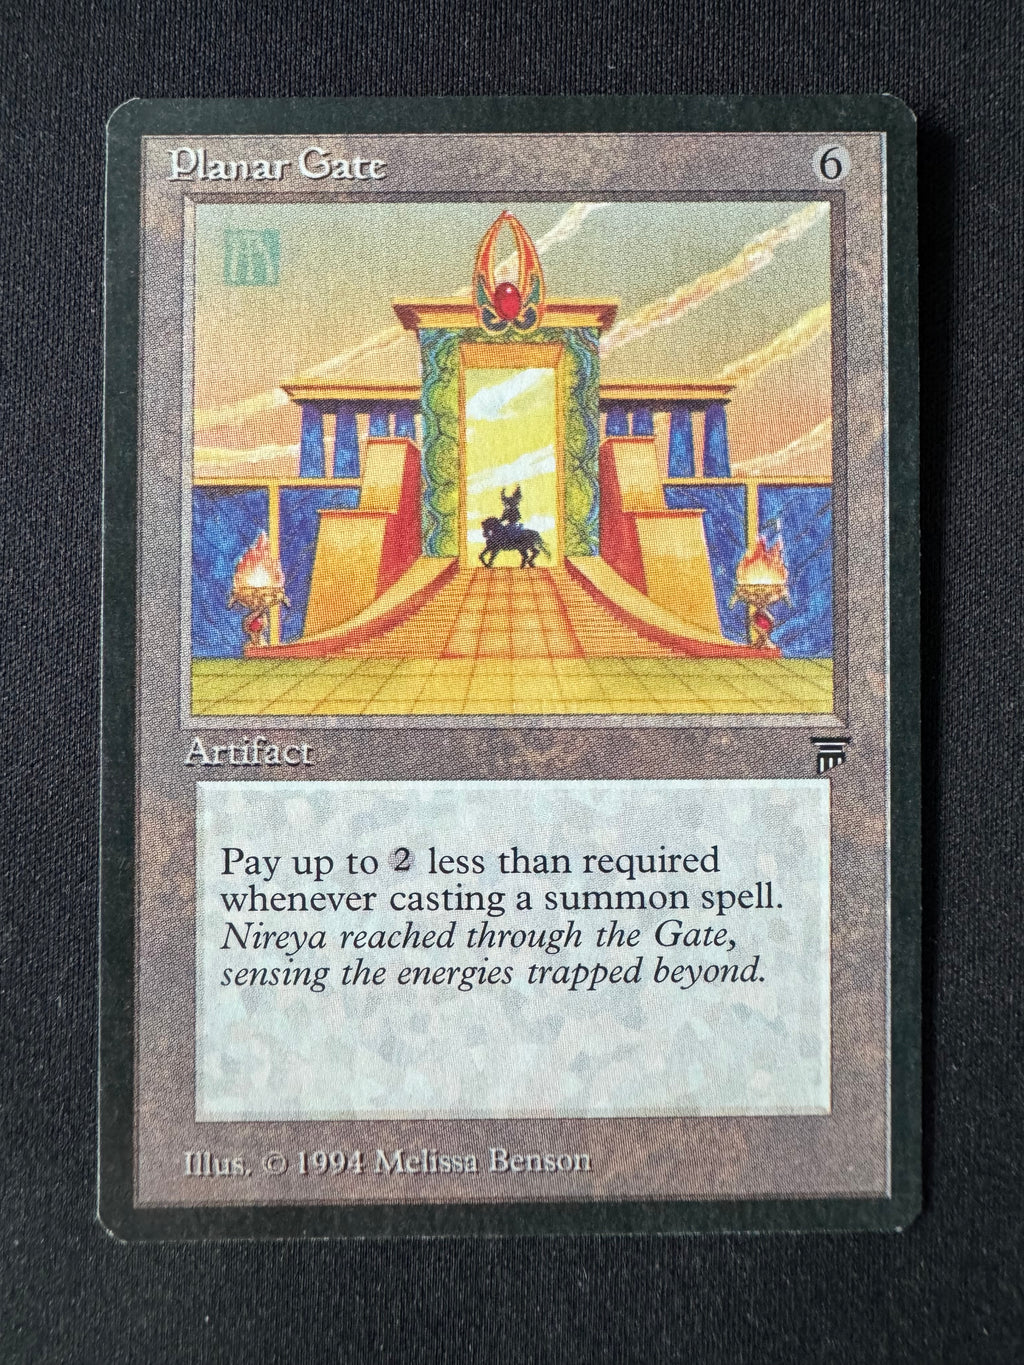 Planar Gate
6
Artifact
Pay up to 2 less than required
whenever casting a summon spell.
Nireya reached through the Gate,
sensing the energies trapped beyond.
Illus. © 1994 Melissa Benson